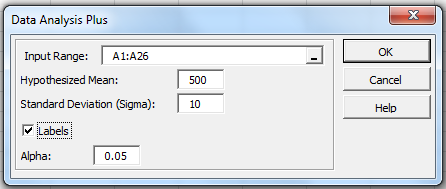 Data Analysis Plus
Input Range: A1:A26
OK
Hypothesized Mean: 500
Cancel
Standard Deviation (Sigma): 10
Help
Labels
Alpha: 0.05